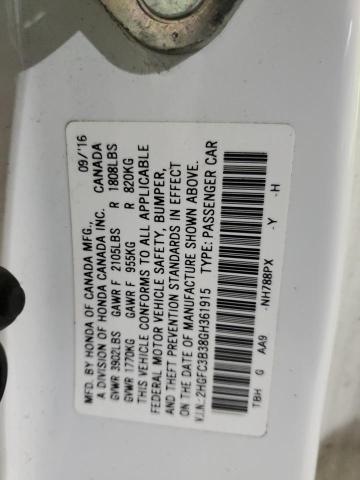 MFD. BY HONDA OF CANADA MFG., 09/'16
A DIVISION OF HONDA CANADA INC. CANADA
GVWR 3902LBS GAWR F 2105LBS R 1808LBS
GVWR 1770KG GAWR F 955KG R 820KG
THIS VEHICLE CONFORMS TO ALL APPLICABLE
FEDERAL MOTOR VEHICLE SAFETY, BUMPER,
AND THEFT PREVENTION STANDARDS IN EFFECT
ON THE DATE OF MANUFACTURE SHOWN ABOVE.
V.I.N.:2HGFC3B38GH361915 TYPE:PASSENGER CAR
TBH G AA9 -NH788PX -Y -H